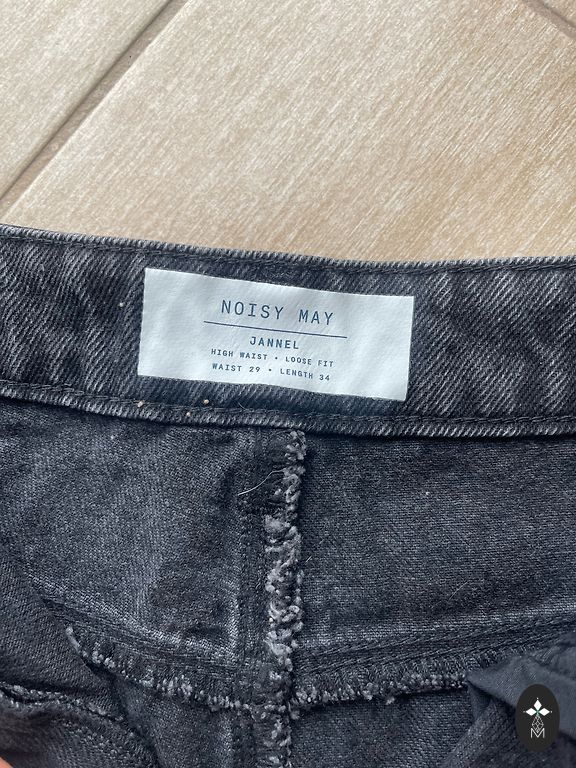 NOISY MAY
JANNEL
HIGH WAIST • LOOSE FIT
WAIST 29 • LENGTH 34
M